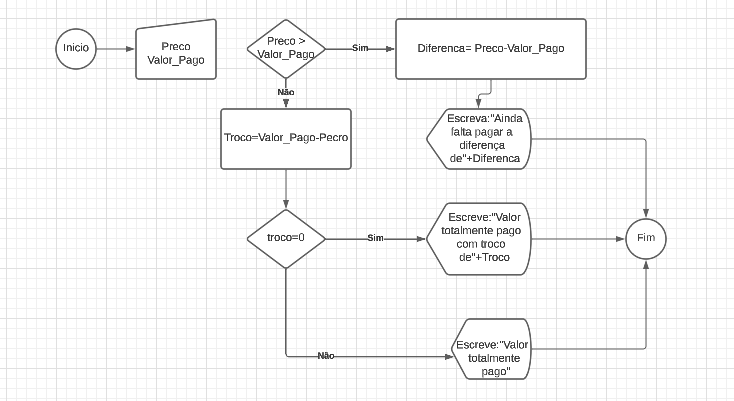 Inicio
Preco
Valor_Pago
Preco >
Valor_Pago
Sim
Diferenca= Preco-Valor_Pago
Não
Troco=Valor_Pago-Pecro
Escreva:"Ainda
falta pagar a
diferença
de"+Diferenca
troco=0
Sim
Escreve:"Valor
totalmente pago
com troco
de"+Troco
Fim
Não
Escreve:"Valor
totalmente
pago"